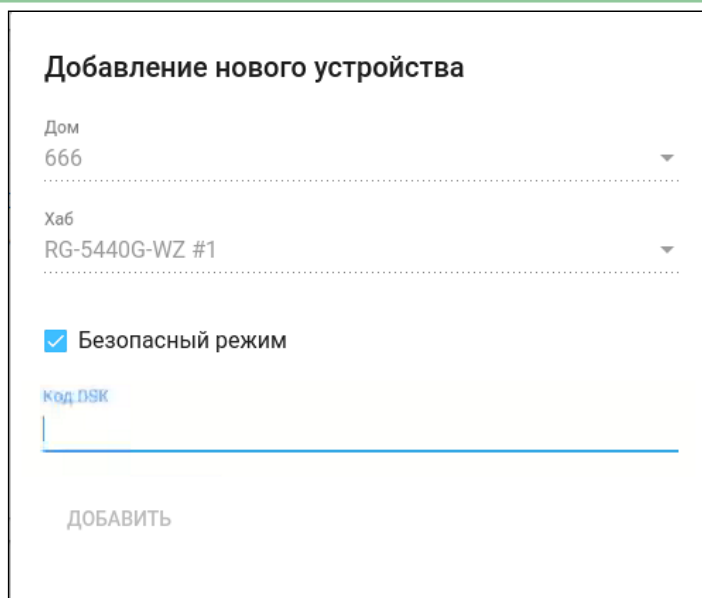 Добавление нового устройства
Дом
666
Хаб
RG-5440G-WZ #1
Безопасный режим
Код DSK
ДОБАВИТЬ